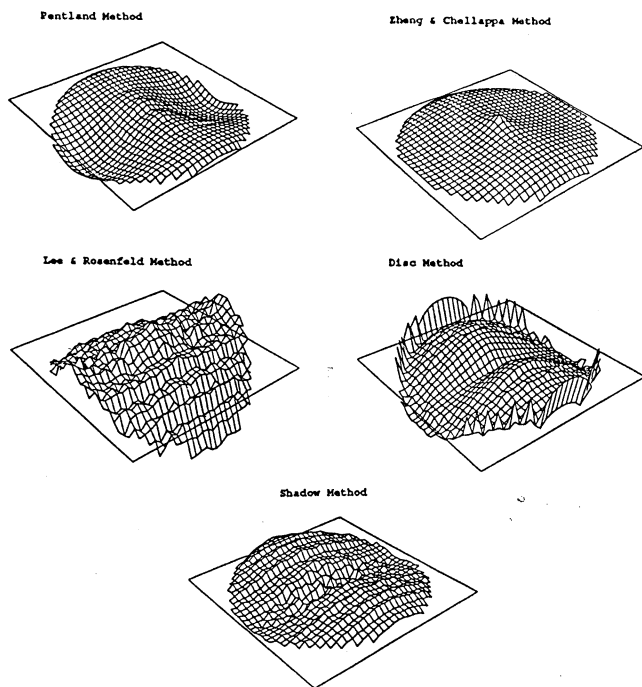 Pentland Method
Zheng & Chellappa Method
Lee & Rosenfeld Method
Disc Method
Shadow Method